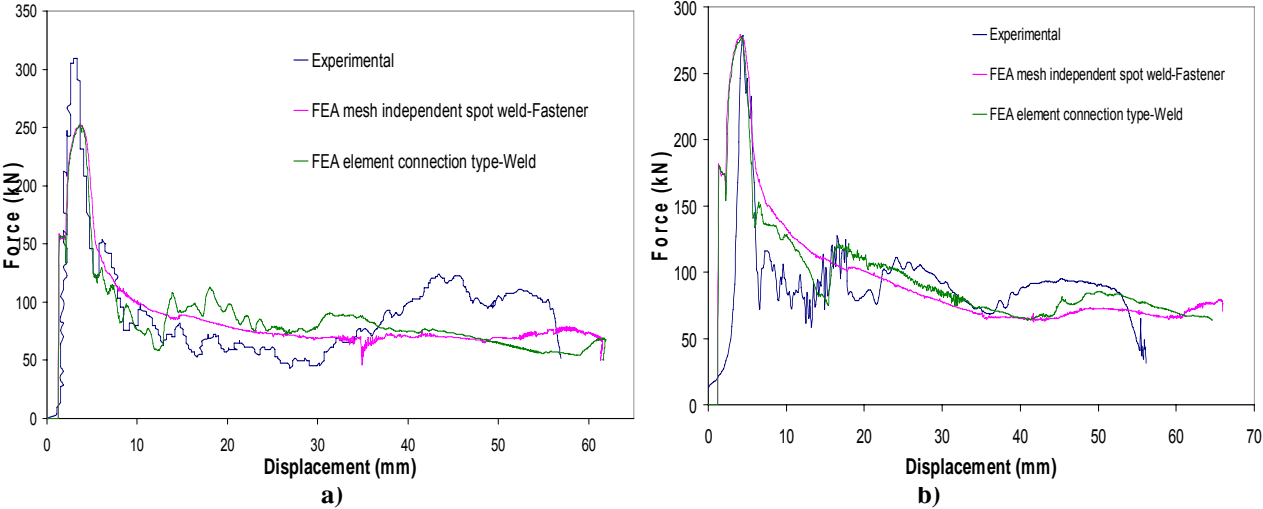 350
300
250
200
150
100
50
0
Force (kN)
Experimental
FEA mesh independent spot weld-Fastener
FEA element connection type-Weld
0 10 20 30 40 50 60
Displacement (mm)
a)
300
250
200
150
100
50
0
Force (kN)
Experimental
FEA mesh independent spot weld-Fastener
FEA element connection type-Weld
0 10 20 30 40 50 60 70
Displacement (mm)
b)